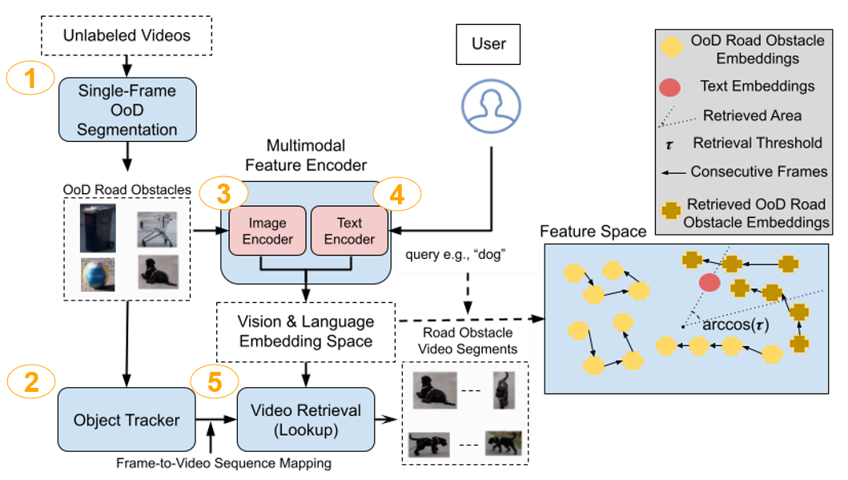 Unlabeled Videos
1
Single-Frame
OoD
Segmentation
OoD Road Obstacles
User
Multimodal
Feature Encoder
3
4
Image
Encoder
Text
Encoder
query e.g., “dog”
Vision & Language
Embedding Space
Road Obstacle
Video Segments
2
Object Tracker
5
Video Retrieval
(Lookup)
Frame-to-Video Sequence Mapping
OoD Road Obstacle
Embeddings
Text Embeddings
Retrieved Area
τ Retrieval Threshold
Consecutive Frames
Retrieved OoD Road
Obstacle Embeddings
Feature Space
arccos(τ)